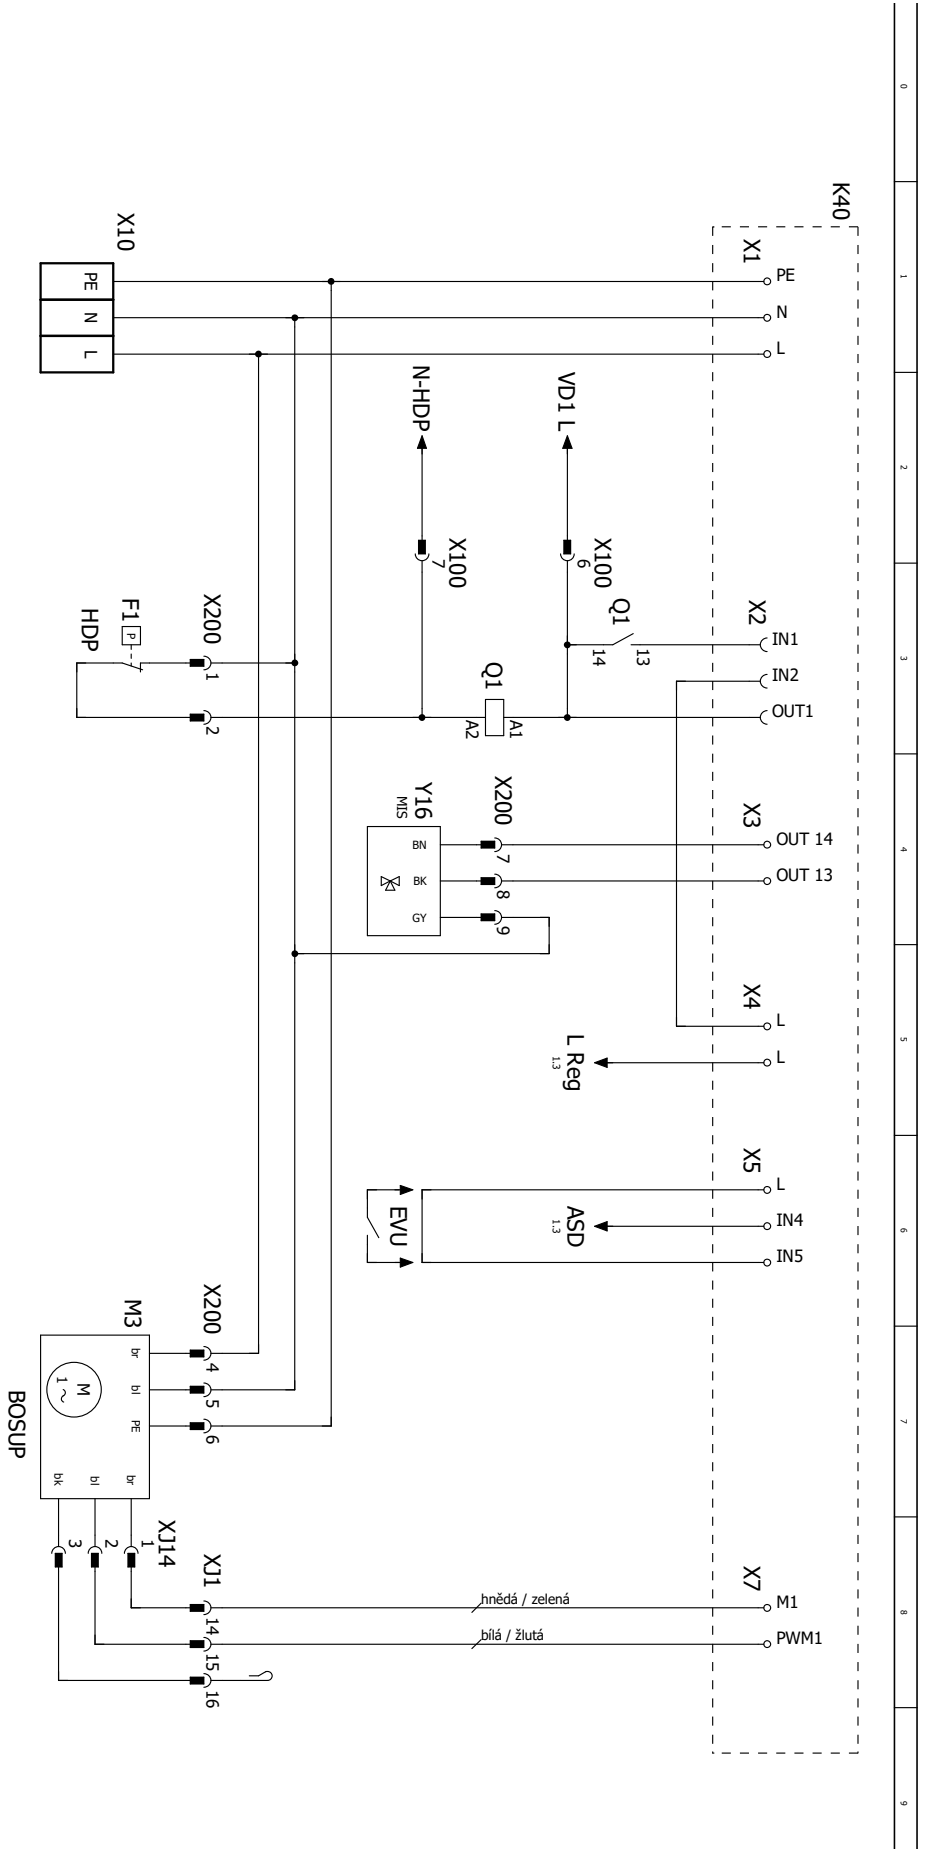 0
1
2
3
4
5
6
7
8
9
K40
X1
PE
N
L
X2
IN1
IN2
OUT1
X3
OUT 14
OUT 13
X4
L
L
X5
L
IN4
IN5
X7
M1
PWM1
X10
PE
N
L
N-HDP
VD1 L
X100
7
X100
6
Q1
13
14
Q1
A1
A2
X200
1
2
F1
P
HDP
X200
7
8
9
Y16
MIS
BN
BK
GY
L Reg
1.3
ASD
1.3
EVU
X200
4
5
6
M3
br
bl
PE
M
1 ~
bk
bl
br
BOSUP
XJ14
1
2
3
XJ1
14
15
16
hnědá / zelená
bílá / žlutá